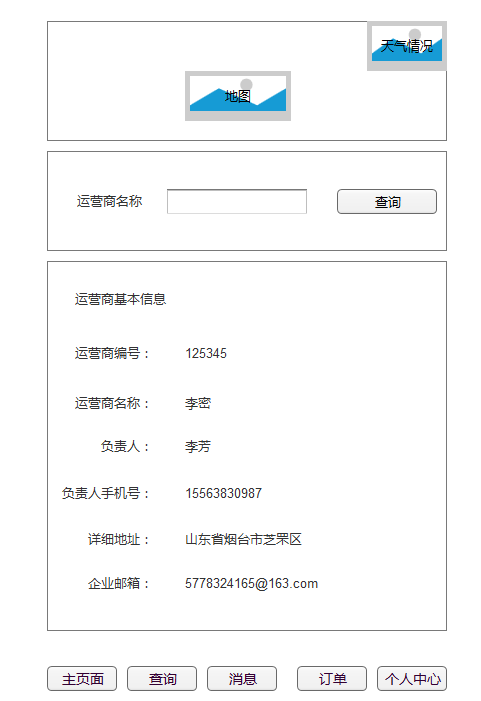 天气情况
地图
运营商名称 查询
运营商基本信息
运营商编号： 125345
运营商名称： 李密
负责人： 李芳
负责人手机号： 15563830987
详细地址： 山东省烟台市芝罘区
企业邮箱： 5778324165@163.com
主页面 查询 消息 订单 个人中心